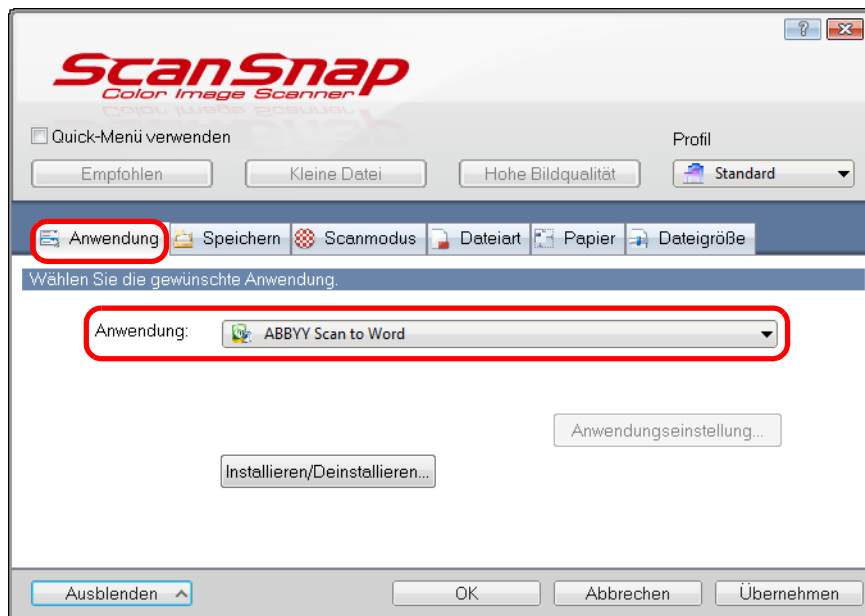 ScanSnap
Color Image Scanner
Quick-Menü verwenden
Profil
Empfohlen Kleine Datei Hohe Bildqualität Standard
Anwendung Speichern Scanmodus Dateiart Papier Dateigröße
Wählen Sie die gewünschte Anwendung.
Anwendung: ABBYY Scan to Word
Anwendungseinstellung...
Installieren/Deinstallieren...
Ausblenden OK Abbrechen Übernehmen